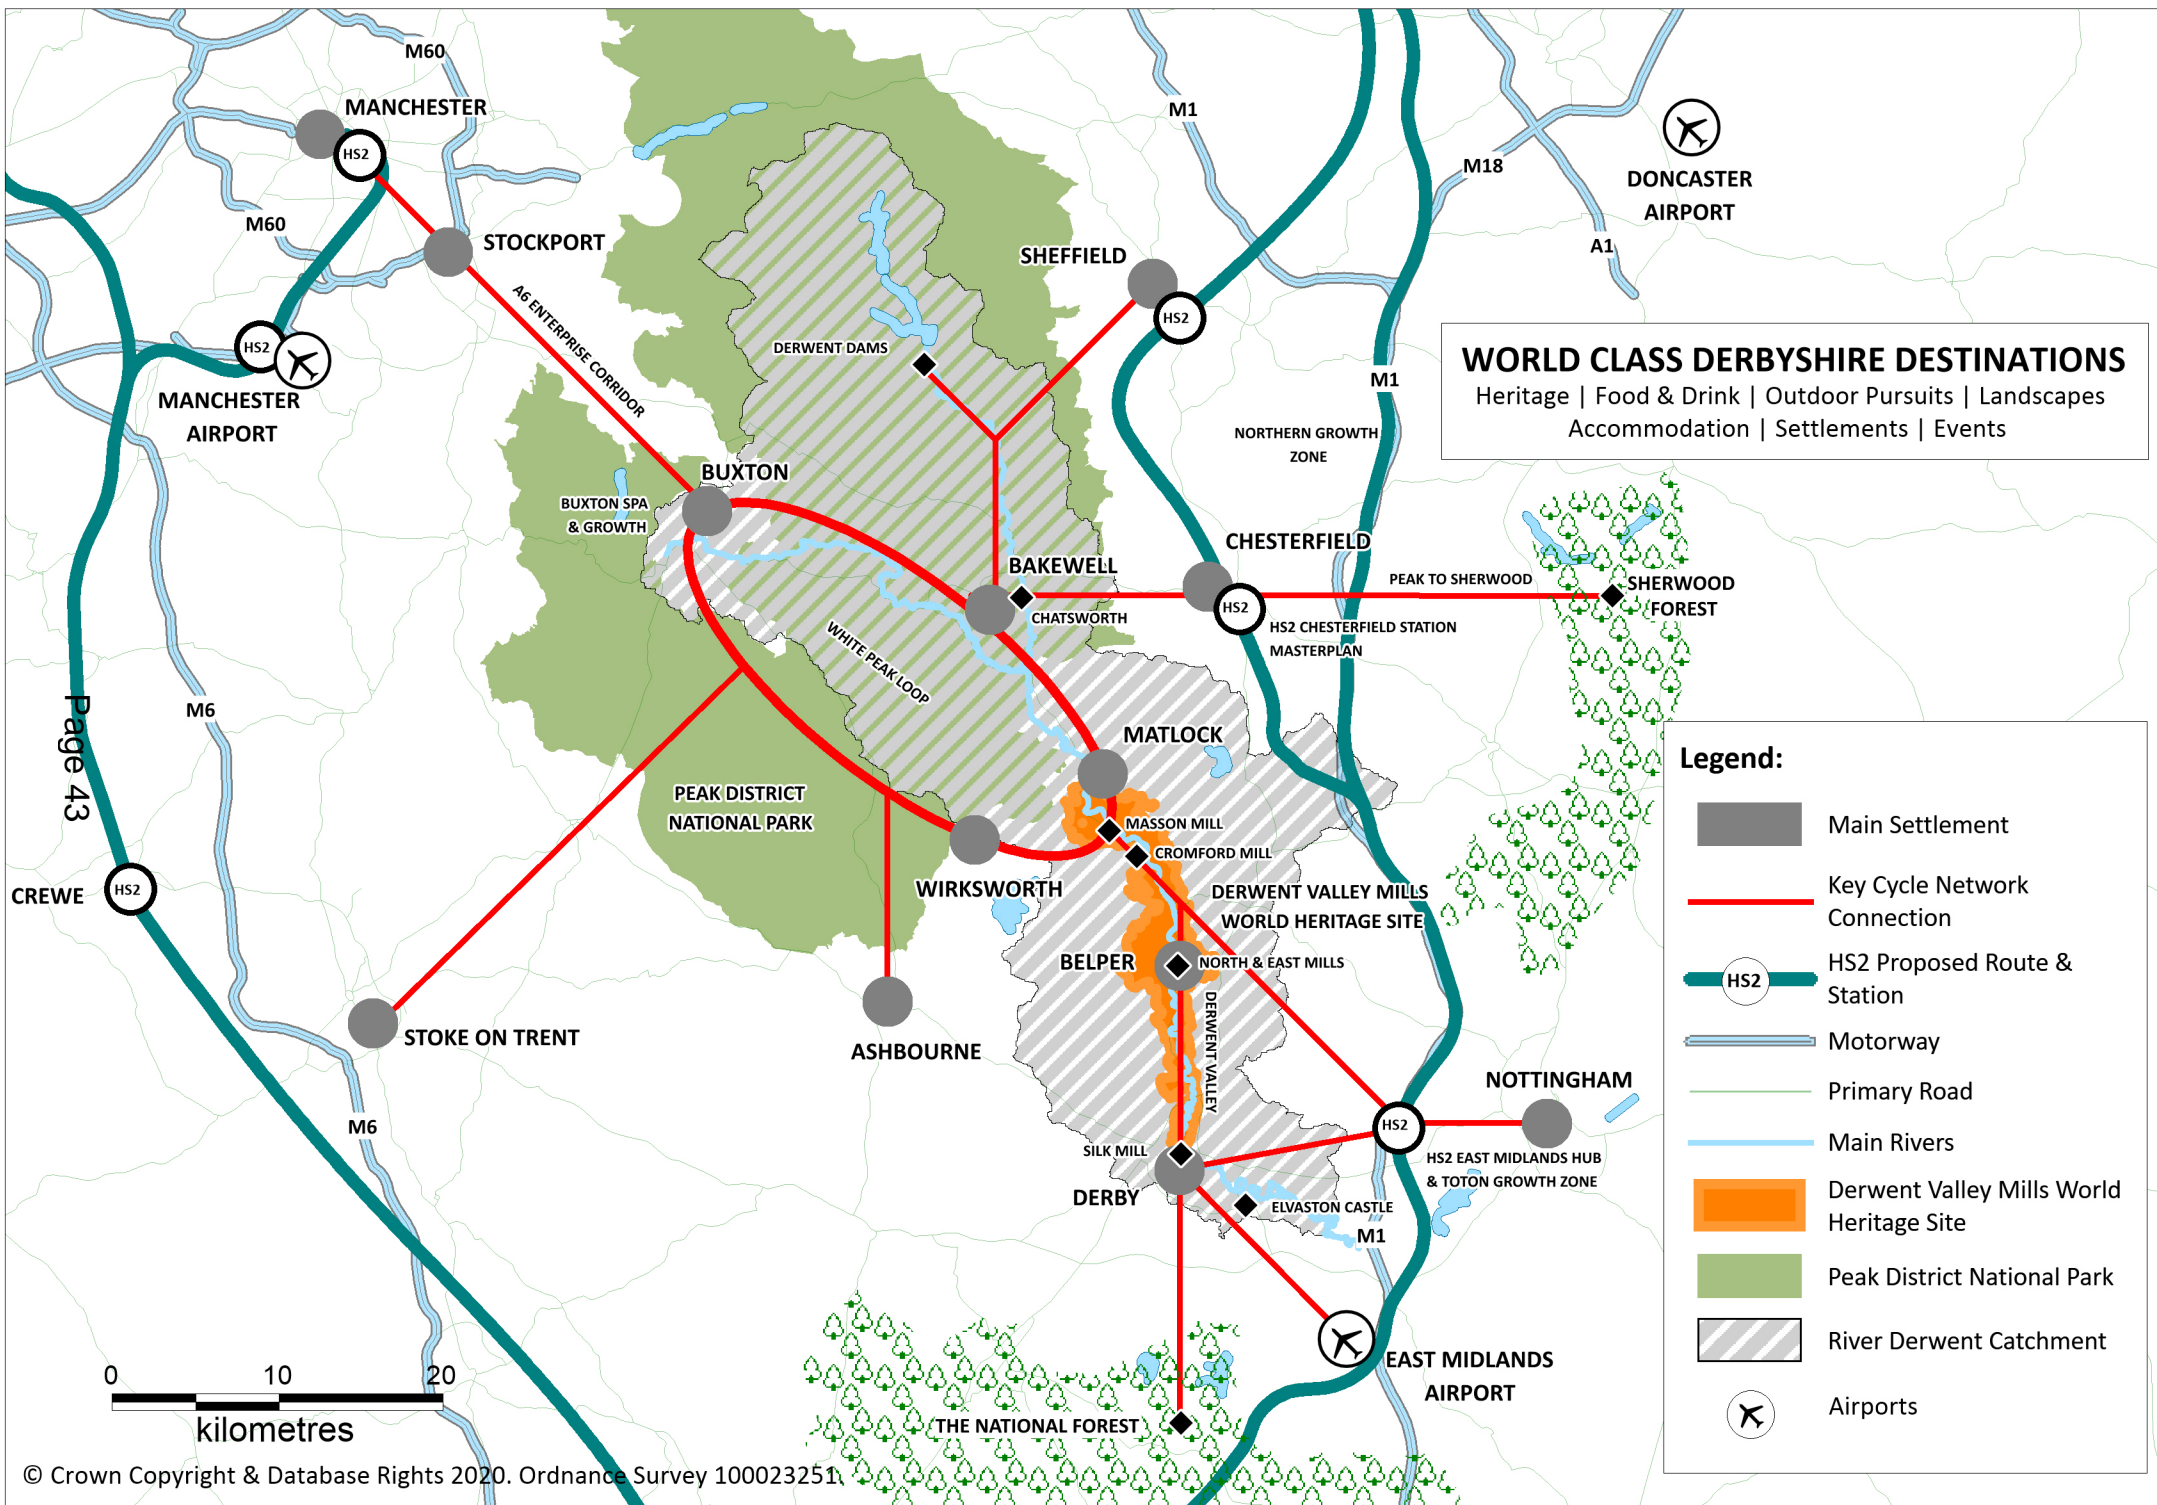 M60
MANCHESTER
HS2
M60
STOCKPORT
A6 ENTERPRISE CORRIDOR
HS2
MANCHESTER
AIRPORT
M1
M18
DONCASTER
AIRPORT
A1
SHEFFIELD
HS2
DERWENT DAMS
M1
WORLD CLASS DERBYSHIRE DESTINATIONS
Heritage | Food & Drink | Outdoor Pursuits | Landscapes
Accommodation | Settlements | Events
NORTHERN GROWTH
ZONE
BUXTON
BUXTON SPA
& GROWTH
CHESTERFIELD
BAKEWELL
PEAK TO SHERWOOD
SHERWOOD
FOREST
CHATSWORTH
HS2
HS2 CHESTERFIELD STATION
MASTERPLAN
WHITE PEAK LOOP
Page 43
M6
MATLOCK
PEAK DISTRICT
NATIONAL PARK
MASSON MILL
CROMFORD MILL
WIRKSWORTH
DERWENT VALLEY MILLS
WORLD HERITAGE SITE
CREWE
HS2
BELPER
NORTH & EAST MILLS
DERWENT VALLEY
STOKE ON TRENT
ASHBOURNE
NOTTINGHAM
HS2
M6
SILK MILL
HS2 EAST MIDLANDS HUB
& TOTON GROWTH ZONE
DERBY
ELVASTON CASTLE
M1
EAST MIDLANDS
AIRPORT
THE NATIONAL FOREST
Legend:
Main Settlement
Key Cycle Network
Connection
HS2
HS2 Proposed Route &
Station
Motorway
Primary Road
Main Rivers
Derwent Valley Mills World
Heritage Site
Peak District National Park
River Derwent Catchment
Airports
0 10 20
kilometres
© Crown Copyright & Database Rights 2020. Ordnance Survey 100023251.